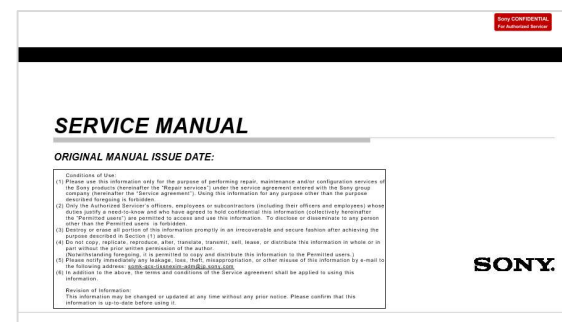 Sony CONFIDENTIAL
For Authorized Servicer
SERVICE MANUAL
ORIGINAL MANUAL ISSUE DATE:
Conditions of Use:
(1) Please use this information only for the purpose of performing repair, maintenance and/or configuration services of
the Sony products (hereinafter the "Repair services") under the service agreement entered with the Sony group
company (hereinafter the "Service agreement"). Using this information for any purpose other than the purpose
described foregoing is forbidden.
(2) Only the Authorized Servicer's officers, employees or subcontractors (including their officers and employees) whose
duties justify a need-to-know and who have agreed to hold confidential this information (collectively hereinafter
the "Permitted users") are permitted to access and use this information. To disclose or disseminate to any person
other than the Permitted users is forbidden.
(3) Destroy or erase all portion of this information promptly in an irrecoverable and secure fashion after achieving the
purpose described in Section (1) above.
(4) Do not copy, replicate, reproduce, alter, translate, transmit, sell, lease, or distribute this information in whole or in
part without the prior written permission of the author.
(Notwithstanding foregoing, it is permitted to copy and distribute this information to the Permitted users.)
(5) Please notify immediately any leakage, loss, theft, misappropriation, or other misuse of this information by e-mail to
the following address:
(6) In addition to the above, the terms and conditions of the Service agreement shall be applied to using this
information.
Revision of Information:
This information may be changed or updated at any time without any prior notice. Please confirm that this
information is up-to-date before using it.
SONY